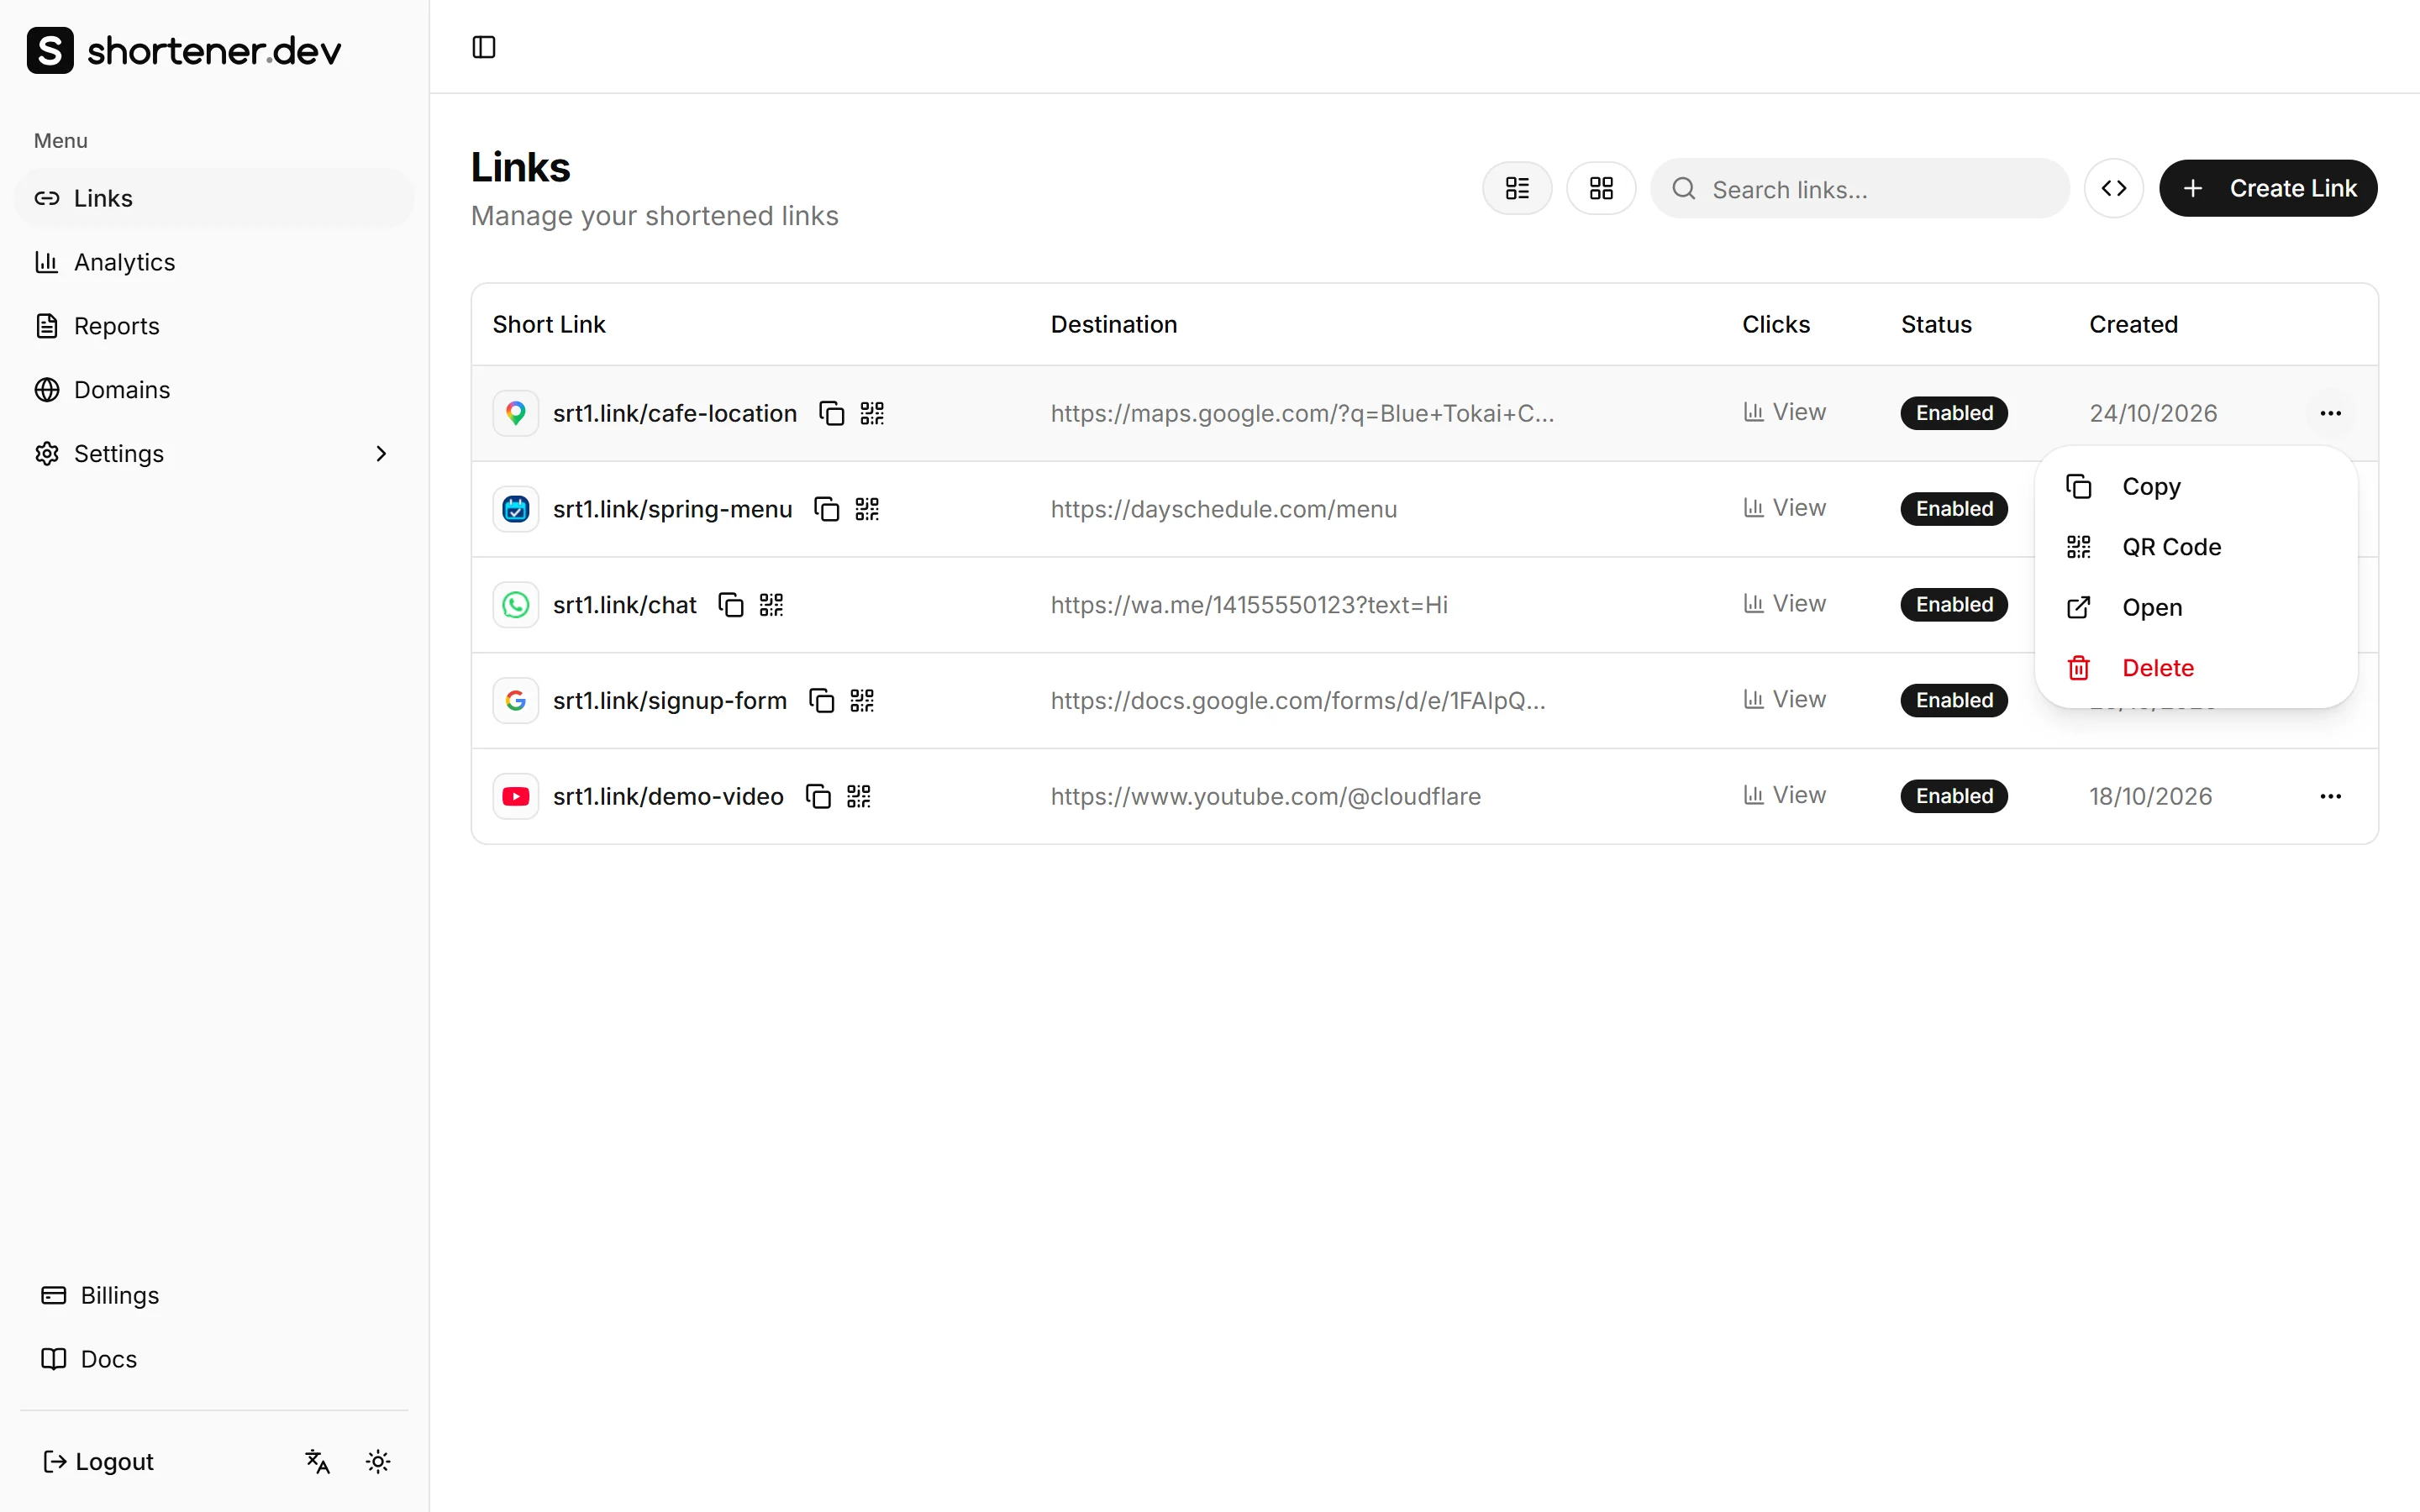 S shortener.dev
Menu
Links
Analytics
Reports
Domains
Settings
Billings
Docs
Logout
Links
Manage your shortened links
Search links...
Create Link
Short Link Destination Clicks Status Created
srt1.link/cafe-location https://maps.google.com/?q=Blue+Tokai+C... View Enabled 24/10/2026
srt1.link/spring-menu https://dayschedule.com/menu View Enabled
srt1.link/chat https://wa.me/14155550123?text=Hi View Enabled
srt1.link/signup-form https://docs.google.com/forms/d/e/1FAIpQ... View Enabled
srt1.link/demo-video https://www.youtube.com/@cloudflare View Enabled 18/10/2026
Copy
QR Code
Open
Delete